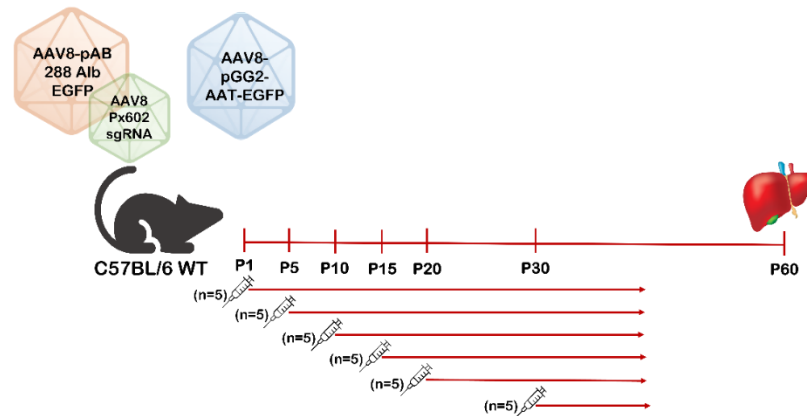 AAV8-pAB
288 Alb
EGFP
AAV8
Px602
sgRNA
AAV8-
pGG2-
AAT-EGFP
C57BL/6 WT
P1
P5
P10
P15
P20
P30
P60
(n=5)
(n=5)
(n=5)
(n=5)
(n=5)
(n=5)